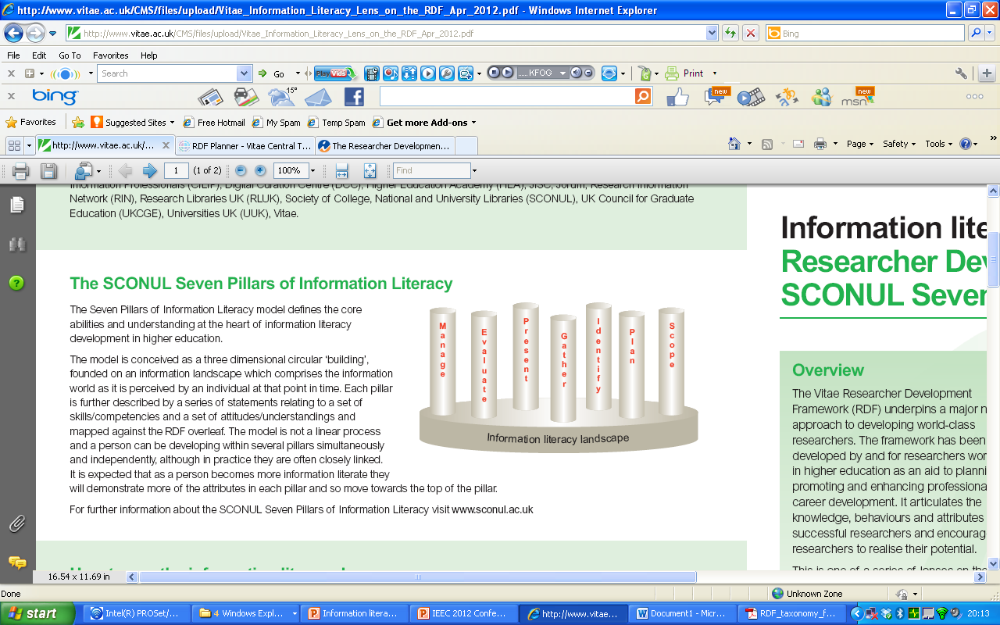 http://www.vitae.ac.uk/CMS/files/upload/Vitae_Information_Literacy_Lens_on_the_RDF_Apr_2012.pdf - Windows Internet Explorer
http://www.vitae.ac.uk/CMS/files/upload/Vitae_Information_Literacy_Lens_on_the_RDF_Apr_2012.pdf
Bing
File Edit Go To Favorites Help
Search Go PlayVids ......KFOG Print
bing 15° new new msn
Favorites Suggested Sites Free Hotmail My Spam Temp Spam Get more Add-ons
http://www.vitae.ac.uk/... RDF Planner - Vitae Central T... The Researcher Developmen...
Page Safety Tools
1 (1 of 2) 100% Find
Information Professionals (CILIP), Digital Curation Centre (DCC), Higher Education Academy (HEA), JISC, Jorum, Research Information
Network (RIN), Research Libraries UK (RLUK), Society of College, National and University Libraries (SCONUL), UK Council for Graduate
Education (UKCGE), Universities UK (UUK), Vitae.
The SCONUL Seven Pillars of Information Literacy
The Seven Pillars of Information Literacy model defines the core
abilities and understanding at the heart of information literacy
development in higher education.
The model is conceived as a three dimensional circular ‘building’,
founded on an information landscape which comprises the information
world as it is perceived by an individual at that point in time. Each pillar
is further described by a series of statements relating to a set of
skills/competencies and a set of attitudes/understandings and
mapped against the RDF overleaf. The model is not a linear process
and a person can be developing within several pillars simultaneously
and independently, although in practice they are often closely linked.
It is expected that as a person becomes more information literate they
will demonstrate more of the attributes in each pillar and so move towards the top of the pillar.
For further information about the SCONUL Seven Pillars of Information Literacy visit www.sconul.ac.uk
Manage
Evaluate
Present
Gather
Identify
Plan
Scope
Information literacy landscape
Information lite
Researcher Dev
SCONUL Seven
Overview
The Vitae Researcher Development
Framework (RDF) underpins a major n
approach to developing world-class
researchers. The framework has been
developed by and for researchers wor
in higher education as an aid to planni
promoting and enhancing professiona
career development. It articulates the
knowledge, behaviours and attributes
successful researchers and encourag
researchers to realise their potential.
This is one of a series of lenses on the
16.54 x 11.69 in
Done Unknown Zone
start Intel(R) PROSet/... 4 Windows Expl... Information litera... IEEC 2012 Confe... http://www.vitae... Document1 - Micr... RDF_taxonomy_f... 20:13